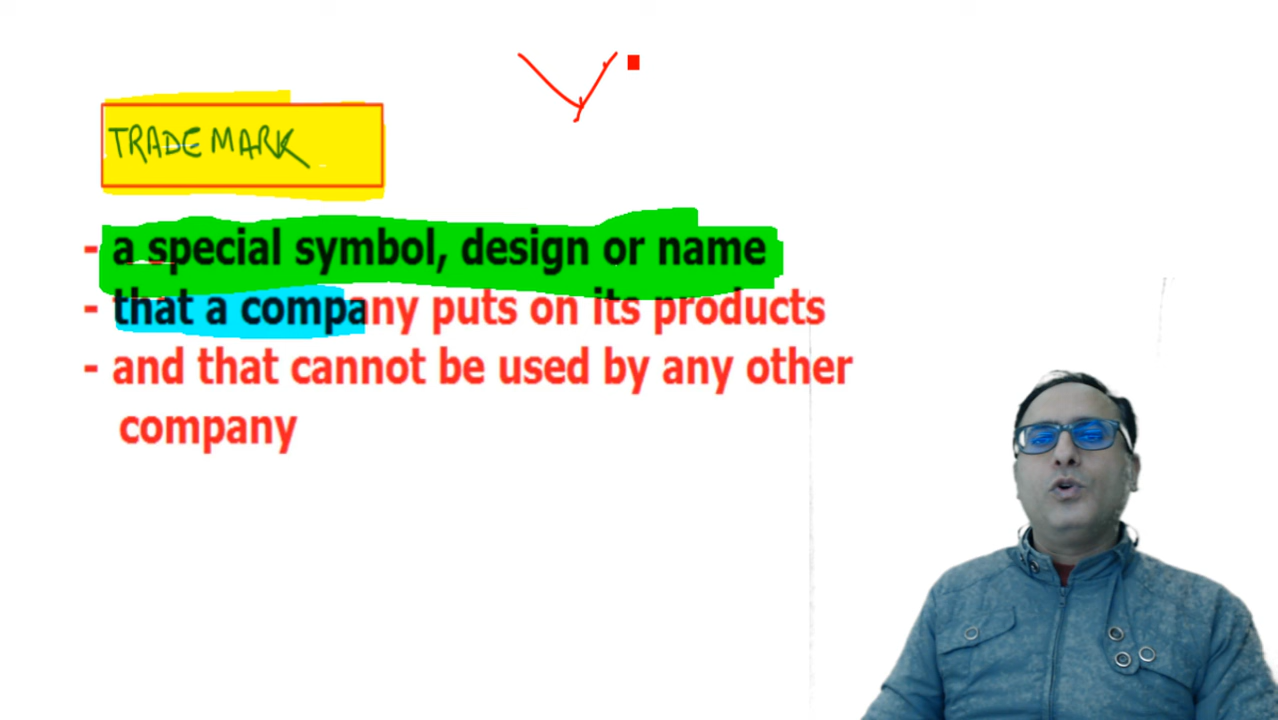 TRADEMARK
- a special symbol, design or name
- that a company puts on its products
- and that cannot be used by any other
company